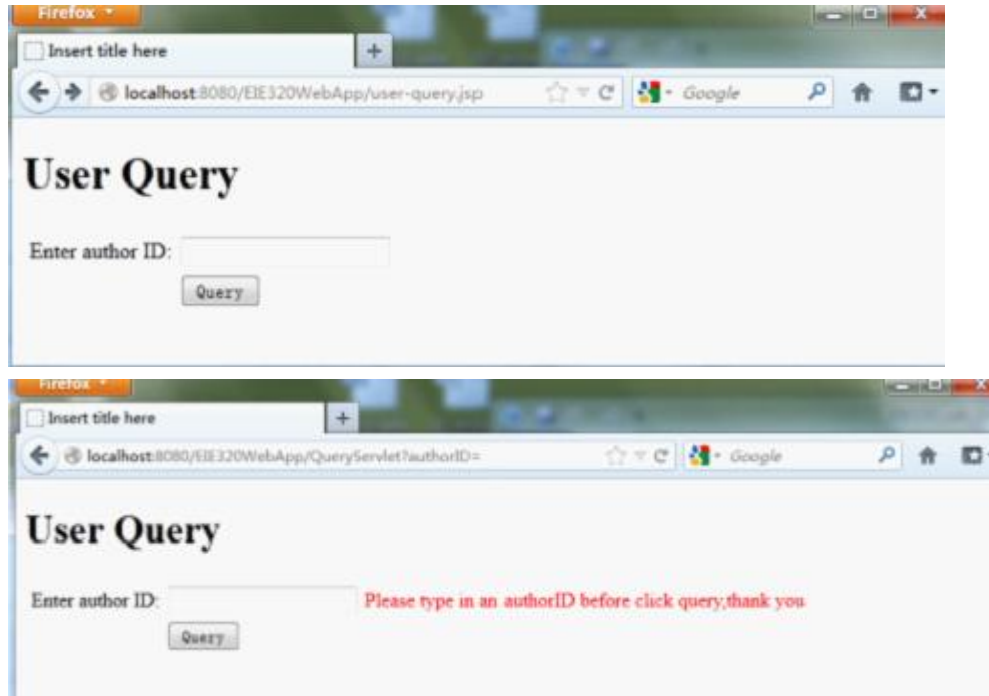 Firefox
Insert title here
+
localhost:8080/EIE320WebApp/user-query.jsp
Google
User Query
Enter author ID:
Query
Firefox
Insert title here
+
localhost:8080/EIE320WebApp/QueryServlet?authorID=
Google
User Query
Enter author ID: Please type in an authorID before click query,thank you
Query